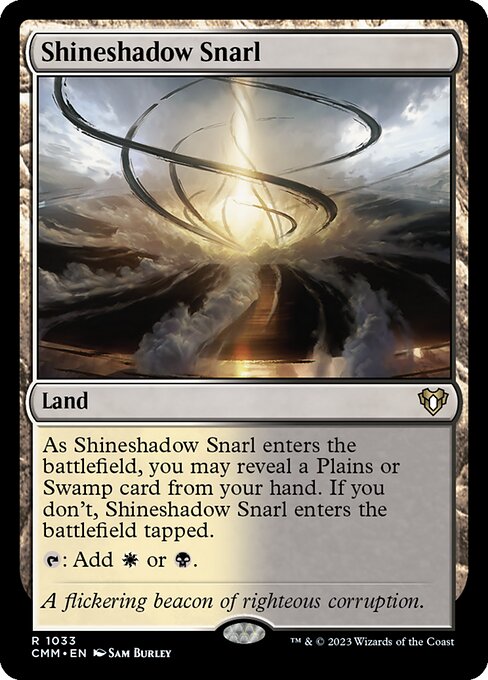 Shineshadow Snarl
Land
As Shineshadow Snarl enters the
battlefield, you may reveal a Plains or
Swamp card from your hand. If you
don't, Shineshadow Snarl enters the
battlefield tapped.
: Add or .
A flickering beacon of righteous corruption.
R 1033
CMM • EN Sam Burley
™ & © 2023 Wizards of the Coast